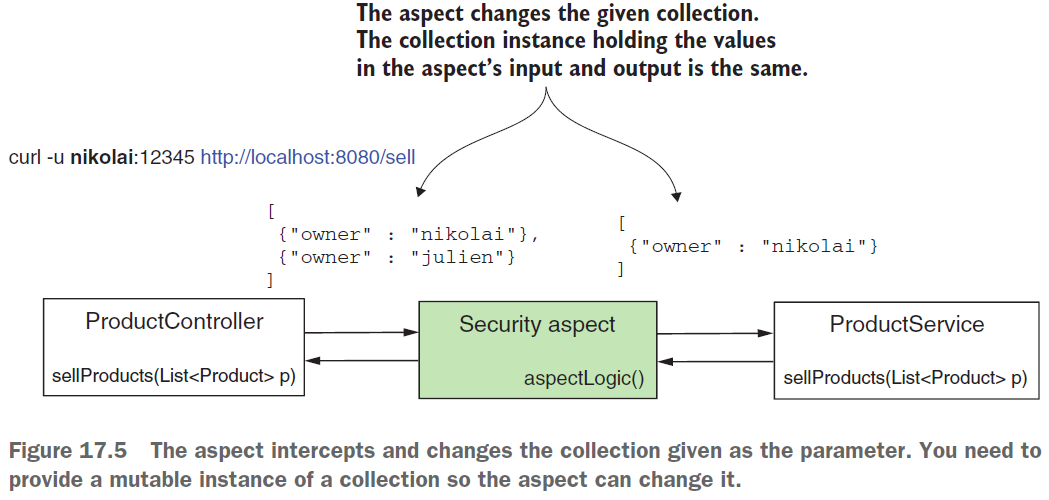 The aspect changes the given collection.
The collection instance holding the values
in the aspect's input and output is the same.
curl -u nikolai:12345 http://localhost:8080/sell
[
{"owner" : "nikolai"},
{"owner" : "julien"}
]
[
{"owner" : "nikolai"}
]
ProductController
sellProducts(List<Product> p)
Security aspect
aspectLogic()
ProductService
sellProducts(List<Product> p)
Figure 17.5 The aspect intercepts and changes the collection given as the parameter. You need to
provide a mutable instance of a collection so the aspect can change it.